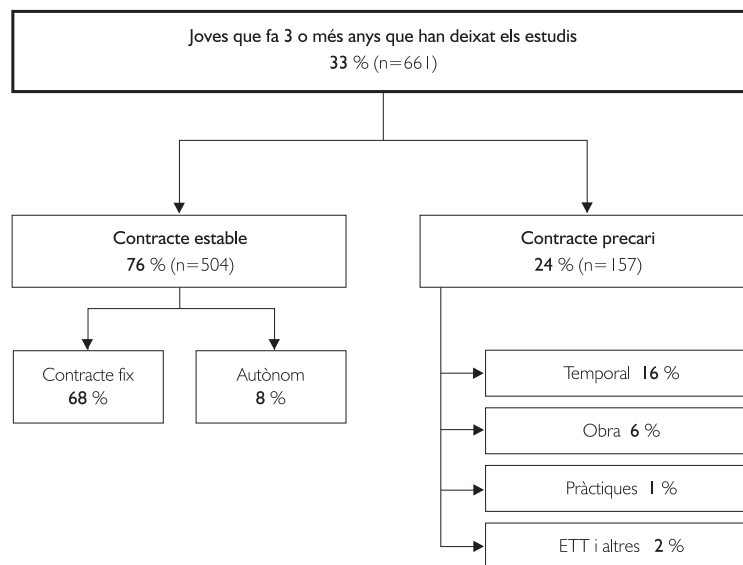 Joves que fa 3 o més anys que han deixat els estudis
33 % (n=661)
Contracte estable
76 % (n=504)
Contracte precari
24 % (n=157)
Contracte fix
68 %
Autònom
8 %
Temporal 16 %
Obra 6 %
Pràctiques 1 %
ETT i altres 2 %